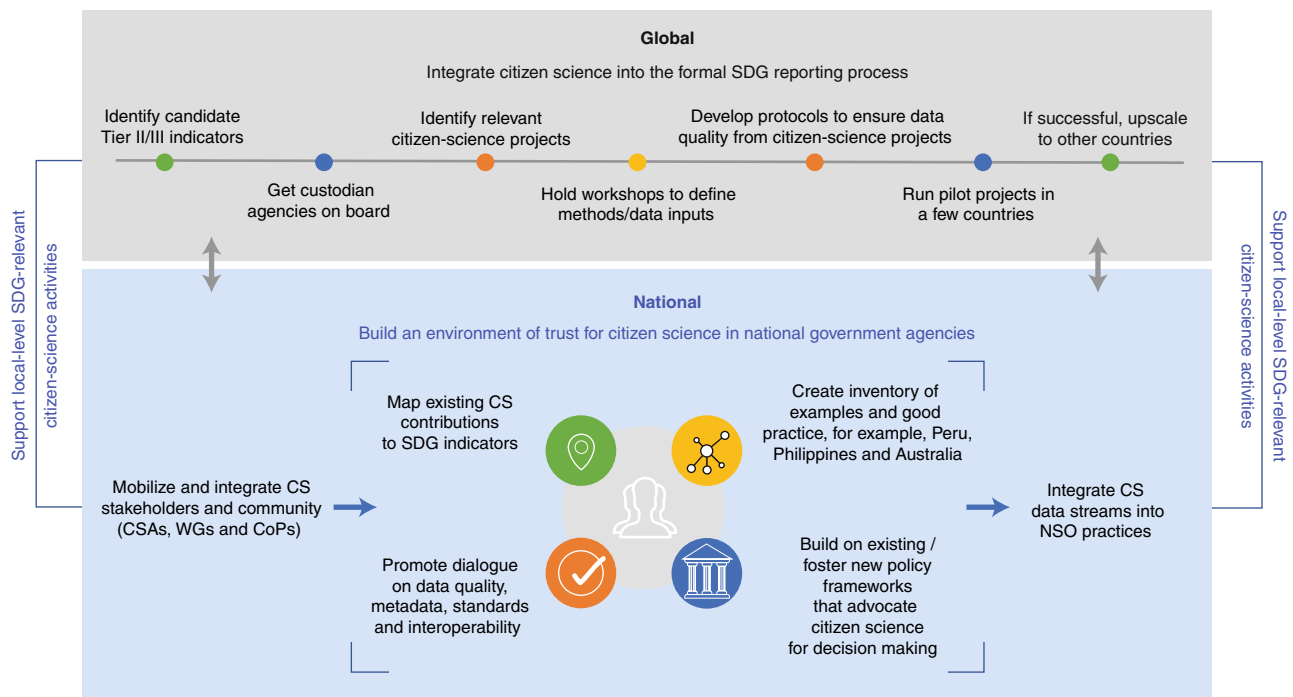 Global
Integrate citizen science into the formal SDG reporting process
Identify candidate
Tier II/III indicators
Get custodian
agencies on board
Identify relevant
citizen-science projects
Hold workshops to define
methods/data inputs
Develop protocols to ensure data
quality from citizen-science projects
Run pilot projects in
a few countries
If successful, upscale
to other countries
Support local-level SDG-relevant
citizen-science activities
National
Build an environment of trust for citizen science in national government agencies
Mobilize and integrate CS
stakeholders and community
(CSAs, WGs and CoPs)
Map existing CS
contributions
to SDG indicators
Promote dialogue
on data quality,
metadata, standards
and interoperability
Create inventory of
examples and good
practice, for example, Peru,
Philippines and Australia
Build on existing /
foster new policy
frameworks
that advocate
citizen science
for decision making
Integrate CS
data streams into
NSO practices
Support local-level SDG-relevant
citizen-science activities